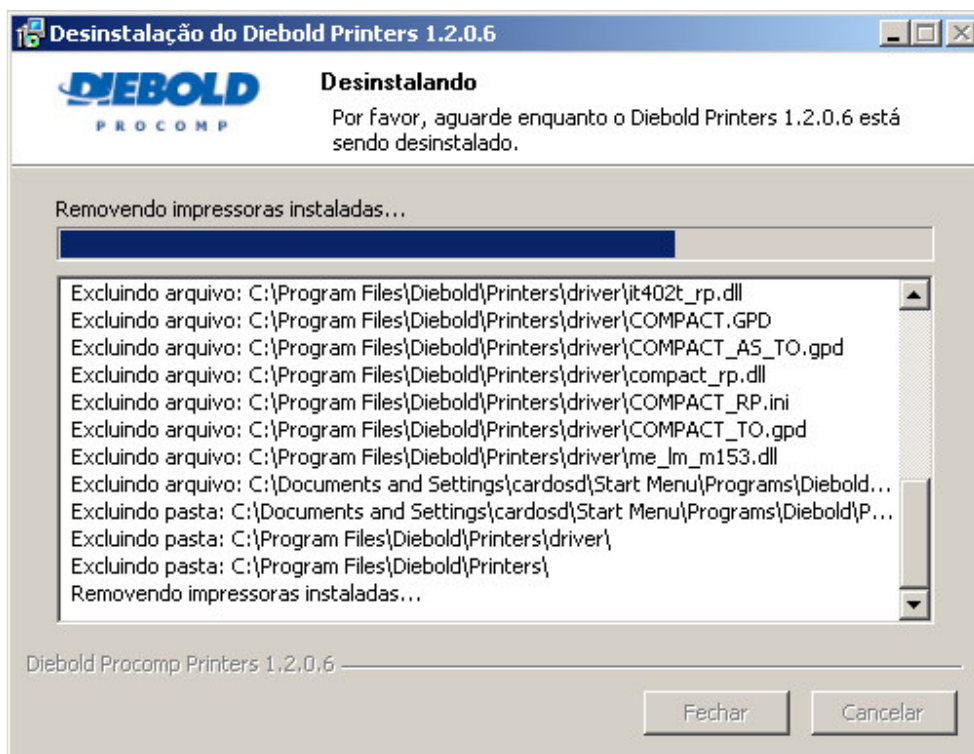 Desinstalação do Diebold Printers 1.2.0.6
DIEBOLD
PROCOMP
Desinstalando
Por favor, aguarde enquanto o Diebold Printers 1.2.0.6 está
sendo desinstalado.
Removendo impressoras instaladas...
Excluindo arquivo: C:\Program Files\Diebold\Printers\driver\it402t_rp.dll
Excluindo arquivo: C:\Program Files\Diebold\Printers\driver\COMPACT.GPD
Excluindo arquivo: C:\Program Files\Diebold\Printers\driver\COMPACT_AS_TO.gpd
Excluindo arquivo: C:\Program Files\Diebold\Printers\driver\compact_rp.dll
Excluindo arquivo: C:\Program Files\Diebold\Printers\driver\COMPACT_RP.ini
Excluindo arquivo: C:\Program Files\Diebold\Printers\driver\COMPACT_TO.gpd
Excluindo arquivo: C:\Program Files\Diebold\Printers\driver\me_lm_m153.dll
Excluindo arquivo: C:\Documents and Settings\cardosd\Start Menu\Programs\Diebold...
Excluindo pasta: C:\Documents and Settings\cardosd\Start Menu\Programs\Diebold\P...
Excluindo pasta: C:\Program Files\Diebold\Printers\driver\
Excluindo pasta: C:\Program Files\Diebold\Printers\
Removendo impressoras instaladas...
Diebold Procomp Printers 1.2.0.6
Fechar
Cancelar